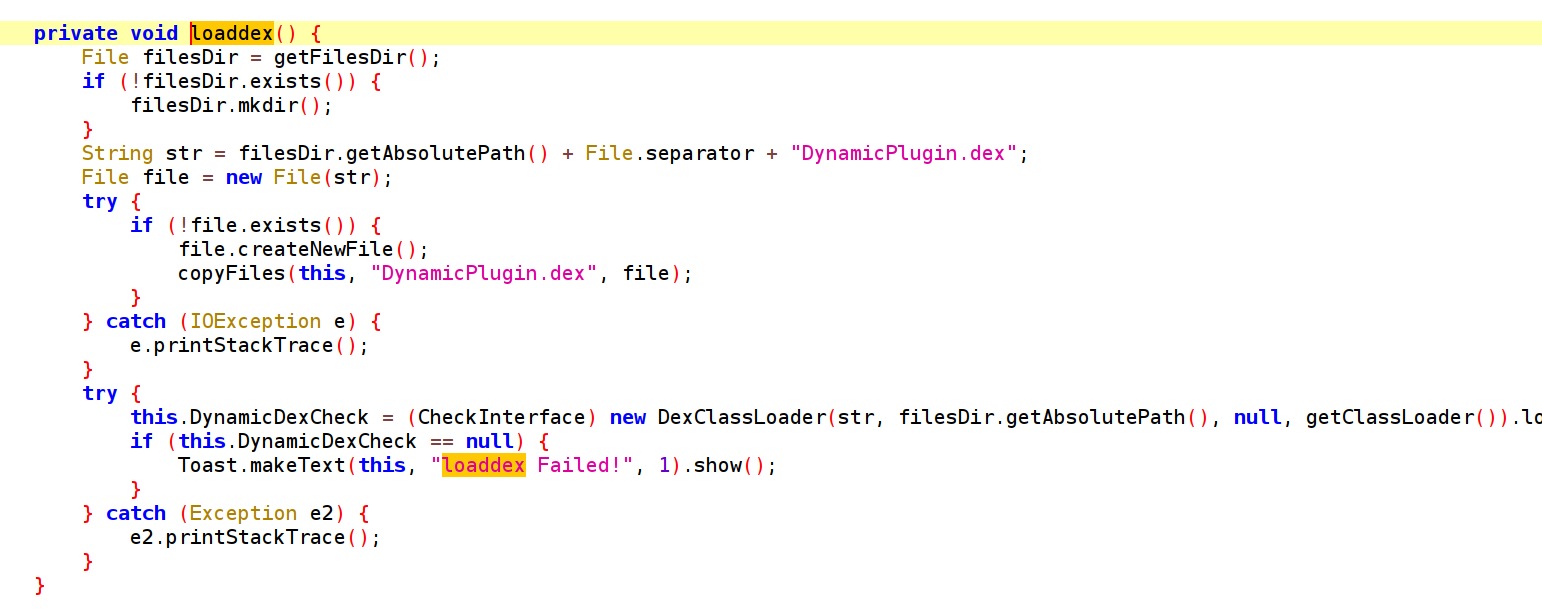 private void loaddex() {
File filesDir = getFilesDir();
if (!filesDir.exists()) {
filesDir.mkdir();
}
String str = filesDir.getAbsolutePath() + File.separator + "DynamicPlugin.dex";
File file = new File(str);
try {
if (!file.exists()) {
file.createNewFile();
copyFiles(this, "DynamicPlugin.dex", file);
}
} catch (IOException e) {
e.printStackTrace();
}
try {
this.DynamicDexCheck = (CheckInterface) new DexClassLoader(str, filesDir.getAbsolutePath(), null, getClassLoader()).lo
if (this.DynamicDexCheck == null) {
Toast.makeText(this, "loaddex Failed!", 1).show();
}
} catch (Exception e2) {
e2.printStackTrace();
}
}